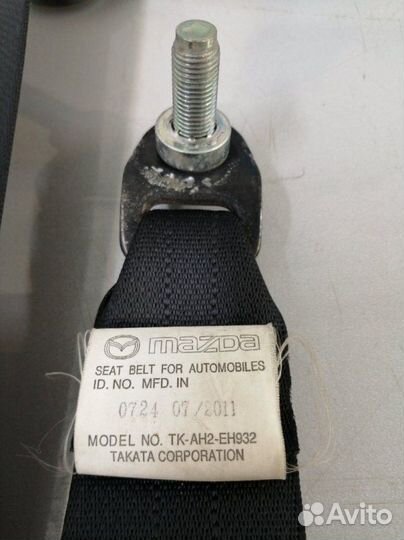 mazda
SEAT BELT FOR AUTOMOBILES
ID. NO. MFD. IN
0724 07/2011
MODEL NO. TK-AH2-EH932
TAKATA CORPORATION
Avito